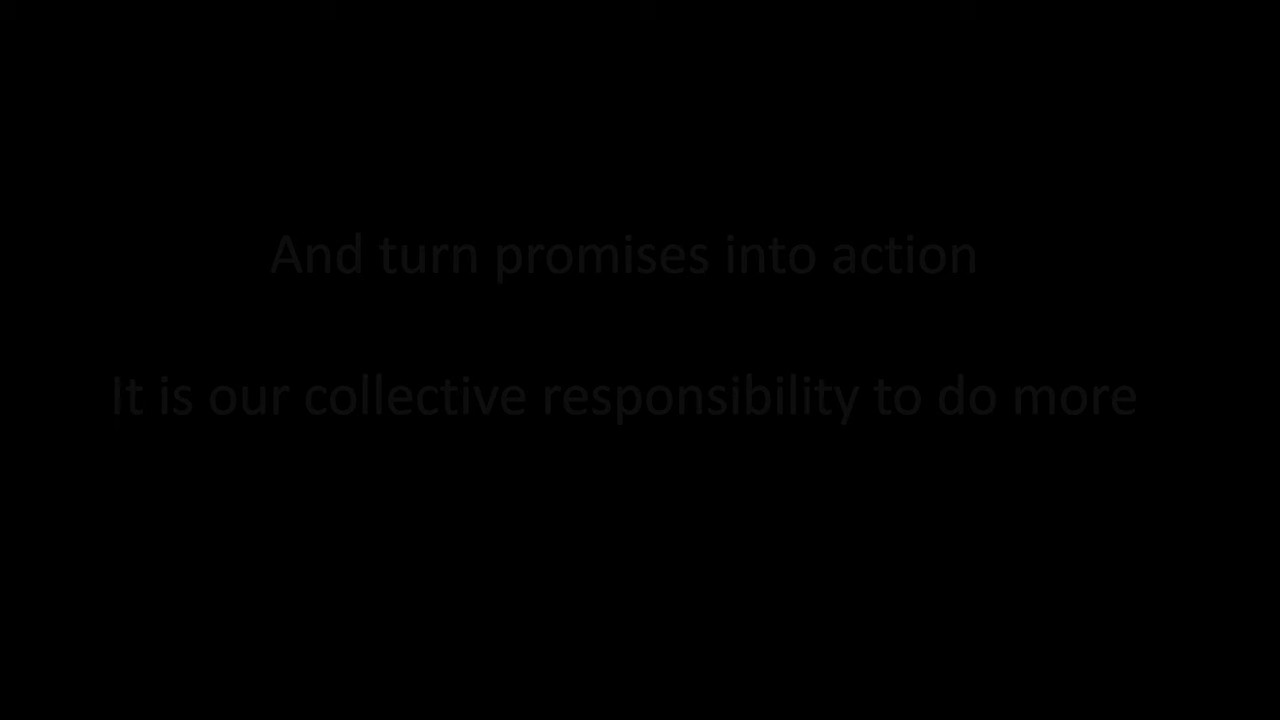 And turn promises into action
It is our collective responsibility to do more